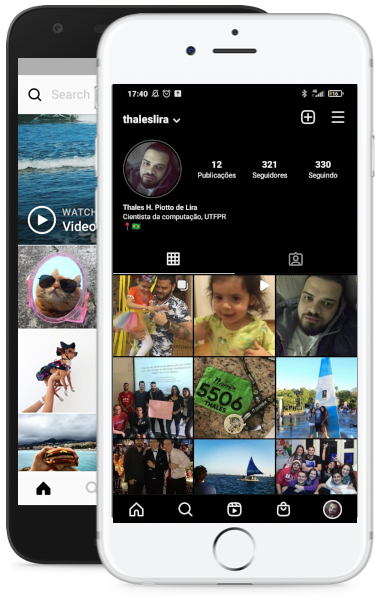 Search
WATCH
Video
17:40
thaleslira
12
321
330
Publicações
Seguidores
Seguindo
Thales H. Piotto de Lira
Cientista da computação, UTFPR
5506
THALES